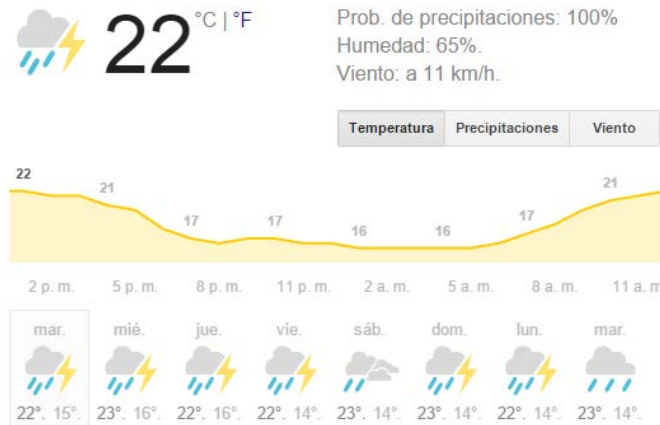 22 °C | °F
Prob. de precipitaciones: 100%
Humedad: 65%.
Viento: a 11 km/h.
Temperatura Precipitaciones Viento
22 21 17 17 16 16 17 21
2 p. m. 5 p. m. 8 p. m. 11 p. m. 2 a. m. 5 a. m. 8 a. m. 11 a. m
mar. mié. jue. vie. sáb. dom. lun. mar.
22°. 15°. 23°. 16°. 22°. 16°. 22°. 14°. 23°. 14°. 23°. 14°. 22°. 14°. 23°. 14°.